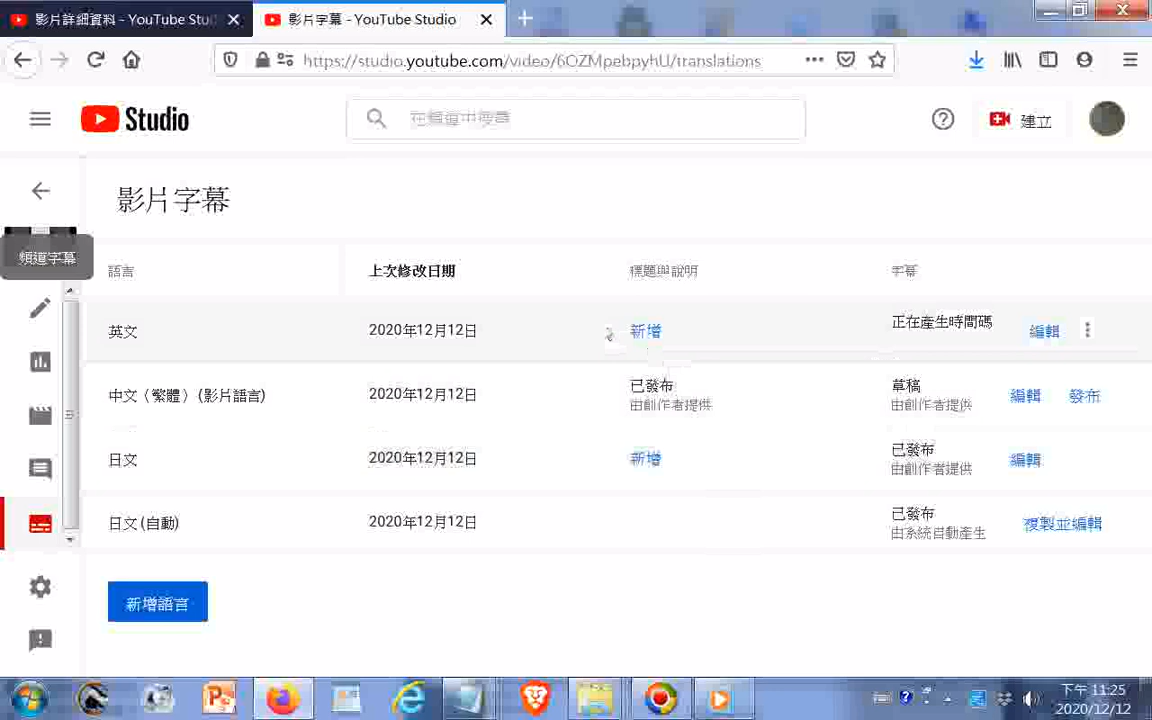 影片詳細資料 - YouTube Stu
影片字幕 - YouTube Studio
https://studio.youtube.com/video/6OZMpebpyhU/translations
Studio
在頻道中搜尋
建立
影片字幕
頻道字幕
語言 上次修改日期 標題與說明 字幕
英文 2020年12月12日 新增 正在產生時間碼 編輯
中文（繁體） (影片語言) 2020年12月12日 已發布 草稿 編輯 發布
由創作者提供 由創作者提供
日文 2020年12月12日 新增 已發布 編輯
由創作者提供
日文 (自動) 2020年12月12日 已發布 複製並編輯
由系統自動產生
新增語言
下午 11:25
2020/12/12